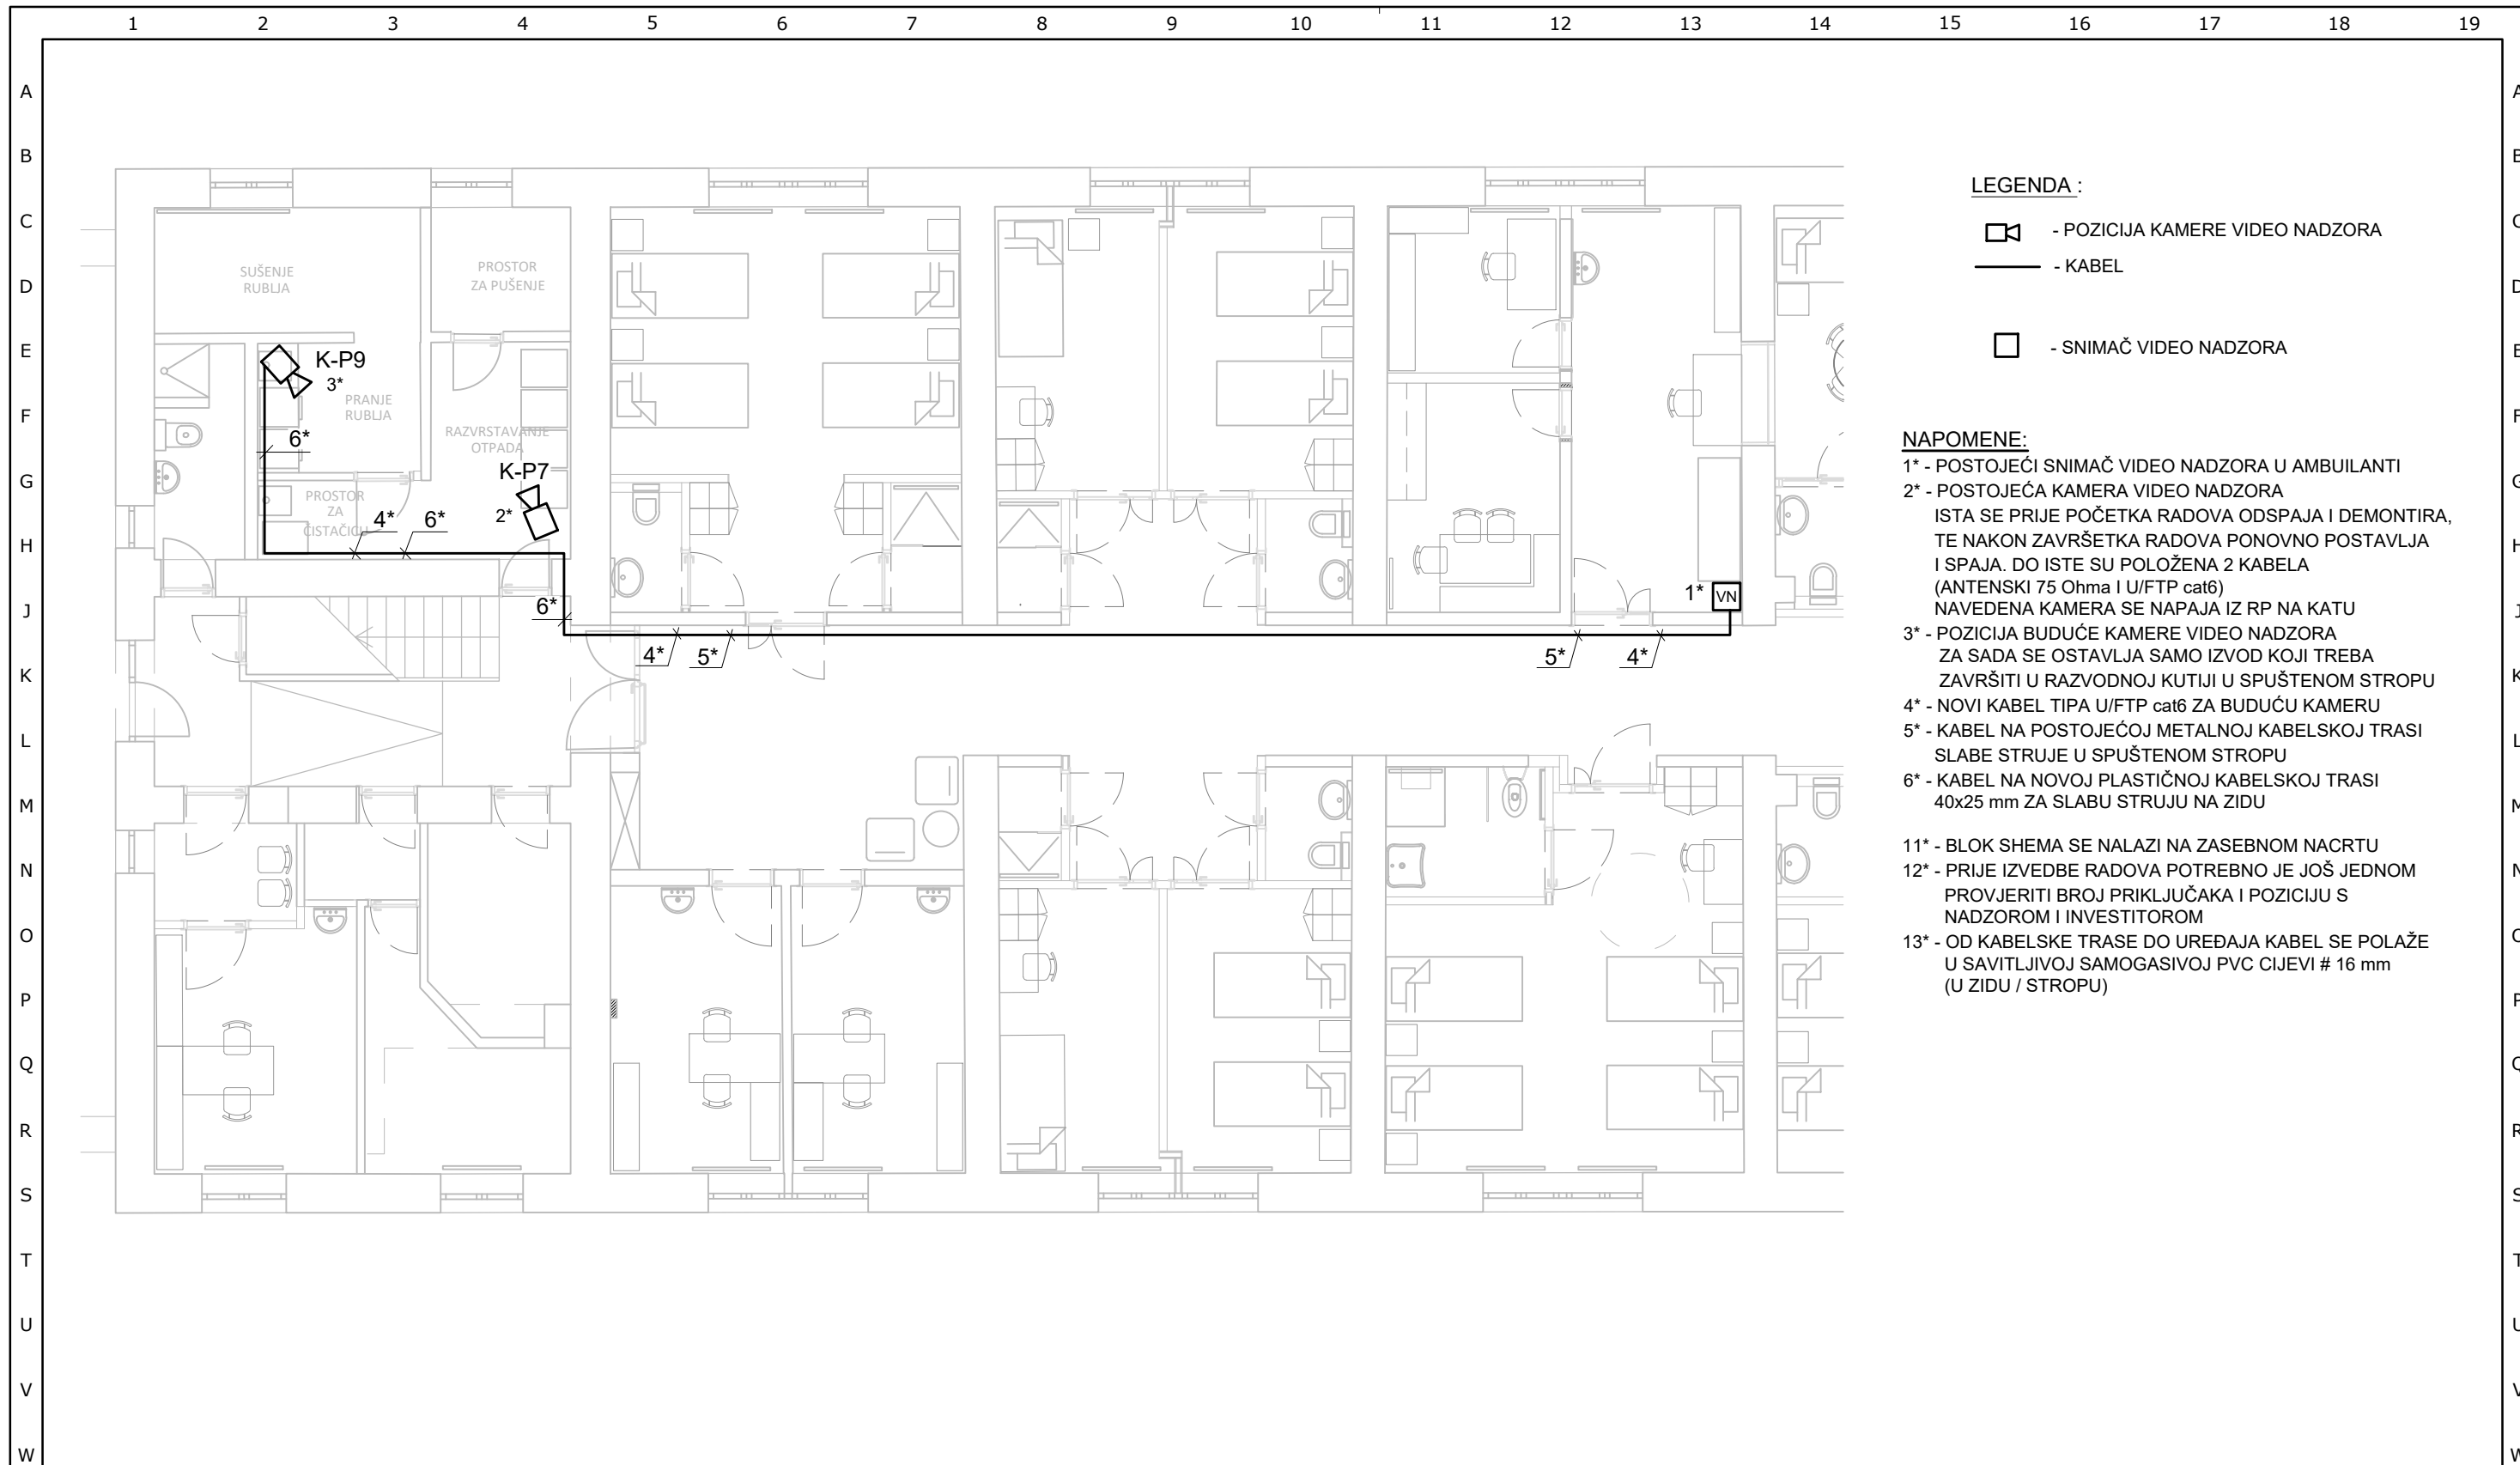 1 2 3 4 5 6 7 8 9 10 11 12 13 14 15 16 17 18 19
A A
B B
C C
D D
E E
F F
G G
H H
J J
K K
L L
M M
N N
O O
P P
Q Q
R R
S S
T T
U U
V V
W W
SUŠENJE
RUBLJA
PROSTOR
ZA PUŠENJE
K-P9
3*
PRANJE
RUBLJA
6*
RAZVRSTAVANJE
OTPADA
K-P7
2*
PROSTOR
ZA
ČISTAČICU
4* 6*
6*
4* 5*
1* VN
5* 4*
LEGENDA :
- POZICIJA KAMERE VIDEO NADZORA
- KABEL
- SNIMAČ VIDEO NADZORA
NAPOMENE:
1* - POSTOJEĆI SNIMAČ VIDEO NADZORA U AMBUILANTI
2* - POSTOJEĆA KAMERA VIDEO NADZORA
ISTA SE PRIJE POČETKA RADOVA ODSPAJA I DEMONTIRA,
TE NAKON ZAVRŠETKA RADOVA PONOVNO POSTAVLJA
I SPAJA. DO ISTE SU POLOŽENA 2 KABELA
(ANTENSKI 75 Ohma I U/FTP cat6)
NAVEDENA KAMERA SE NAPAJA IZ RP NA KATU
3* - POZICIJA BUDUĆE KAMERE VIDEO NADZORA
ZA SADA SE OSTAVLJA SAMO IZVOD KOJI TREBA
ZAVRŠITI U RAZVODNOJ KUTIJI U SPUŠTENOM STROPU
4* - NOVI KABEL TIPA U/FTP cat6 ZA BUDUĆU KAMERU
5* - KABEL NA POSTOJEĆOJ METALNOJ KABELSKOJ TRASI
SLABE STRUJE U SPUŠTENOM STROPU
6* - KABEL NA NOVOJ PLASTIČNOJ KABELSKOJ TRASI
40x25 mm ZA SLABU STRUJU NA ZIDU
11* - BLOK SHEMA SE NALAZI NA ZASEBNOM NACRTU
12* - PRIJE IZVEDBE RADOVA POTREBNO JE JOŠ JEDNOM
PROVJERITI BROJ PRIKLJUČAKA I POZICIJU S
NADZOROM I INVESTITOROM
13* - OD KABELSKE TRASE DO UREĐAJA KABEL SE POLAŽE
U SAVITLJIVOJ SAMOGASIVOJ PVC CIJEVI # 16 mm
(U ZIDU / STROPU)